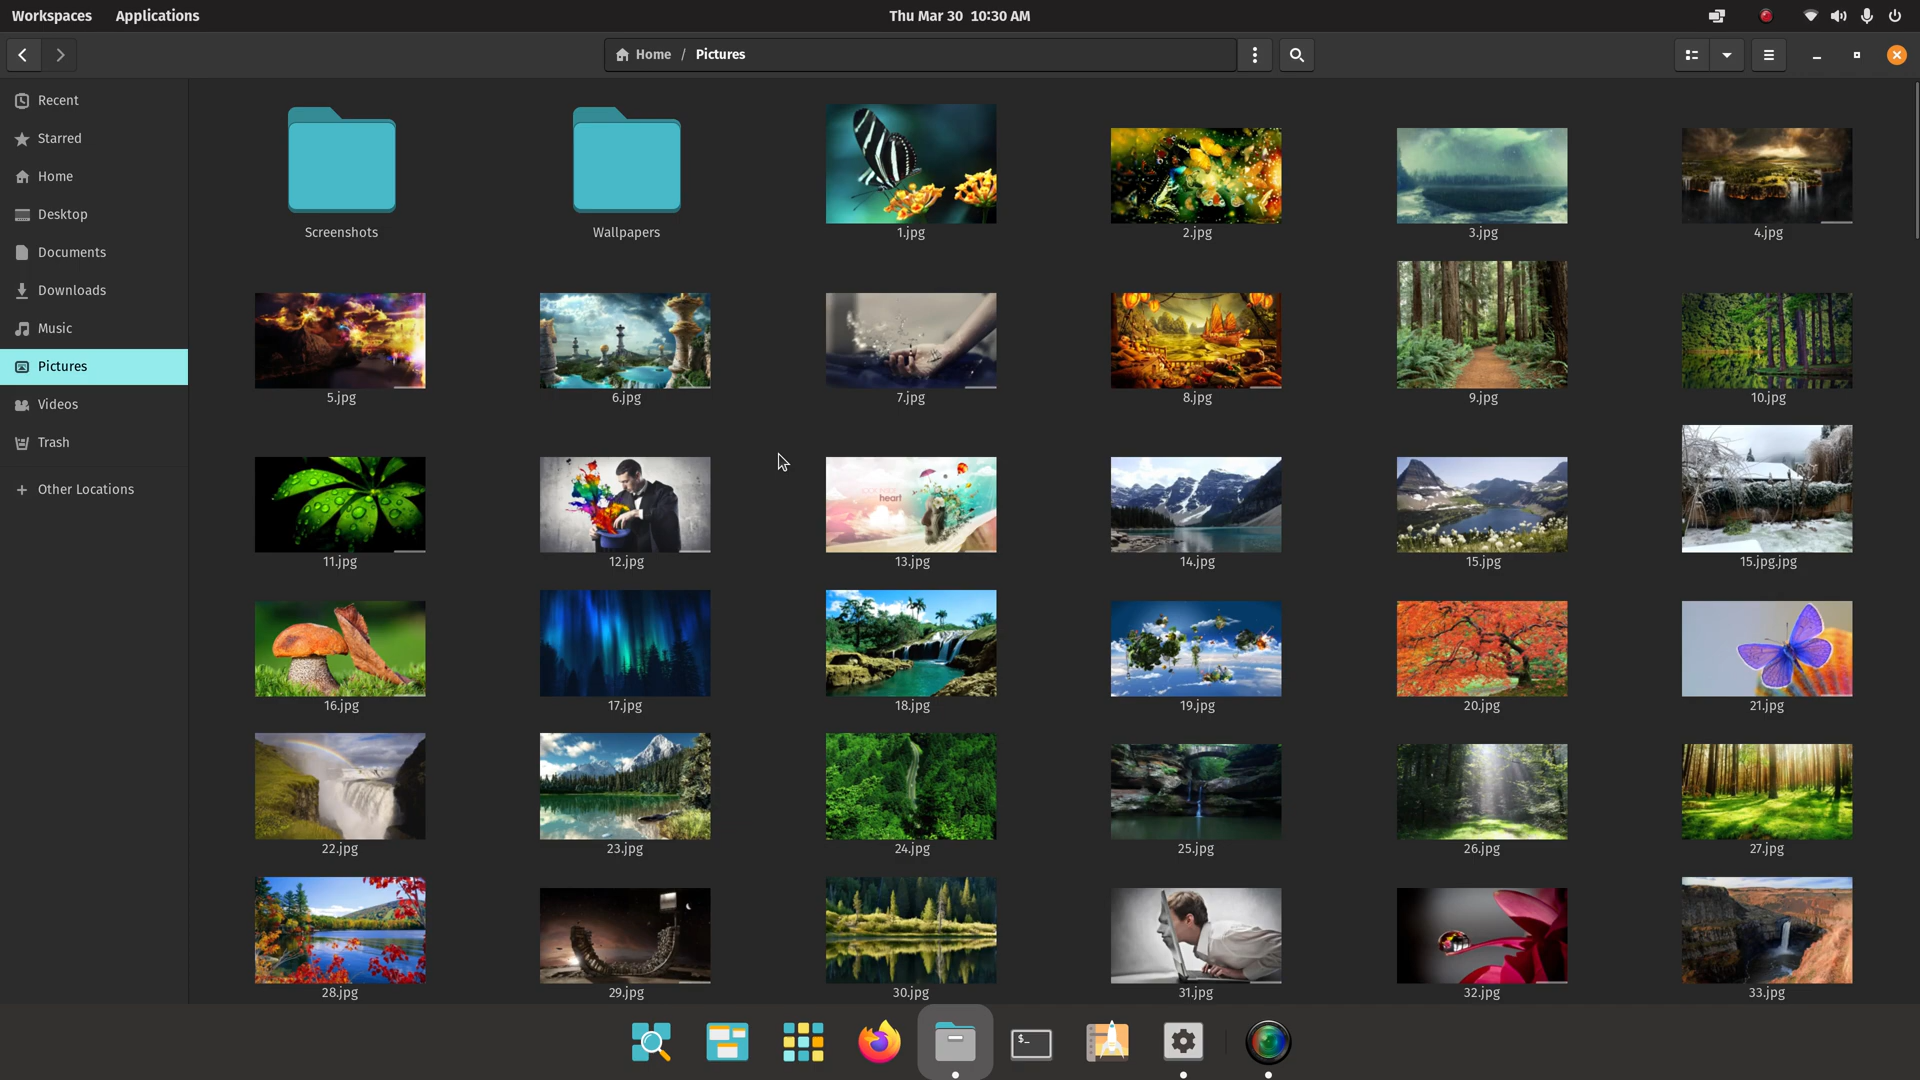 Workspaces Applications Thu Mar 30 10:30 AM
Home / Pictures
Recent
Starred
Home
Desktop
Documents
Downloads
Music
Pictures
Videos
Trash
Other Locations
Screenshots Wallpapers 1.jpg 2.jpg 3.jpg 4.jpg
5.jpg 6.jpg 7.jpg 8.jpg 9.jpg 10.jpg
heart
11.jpg 12.jpg 13.jpg 14.jpg 15.jpg 15.jpg.jpg
16.jpg 17.jpg 18.jpg 19.jpg 20.jpg 21.jpg
22.jpg 23.jpg 24.jpg 25.jpg 26.jpg 27.jpg
28.jpg 29.jpg 30.jpg 31.jpg 32.jpg 33.jpg
$_